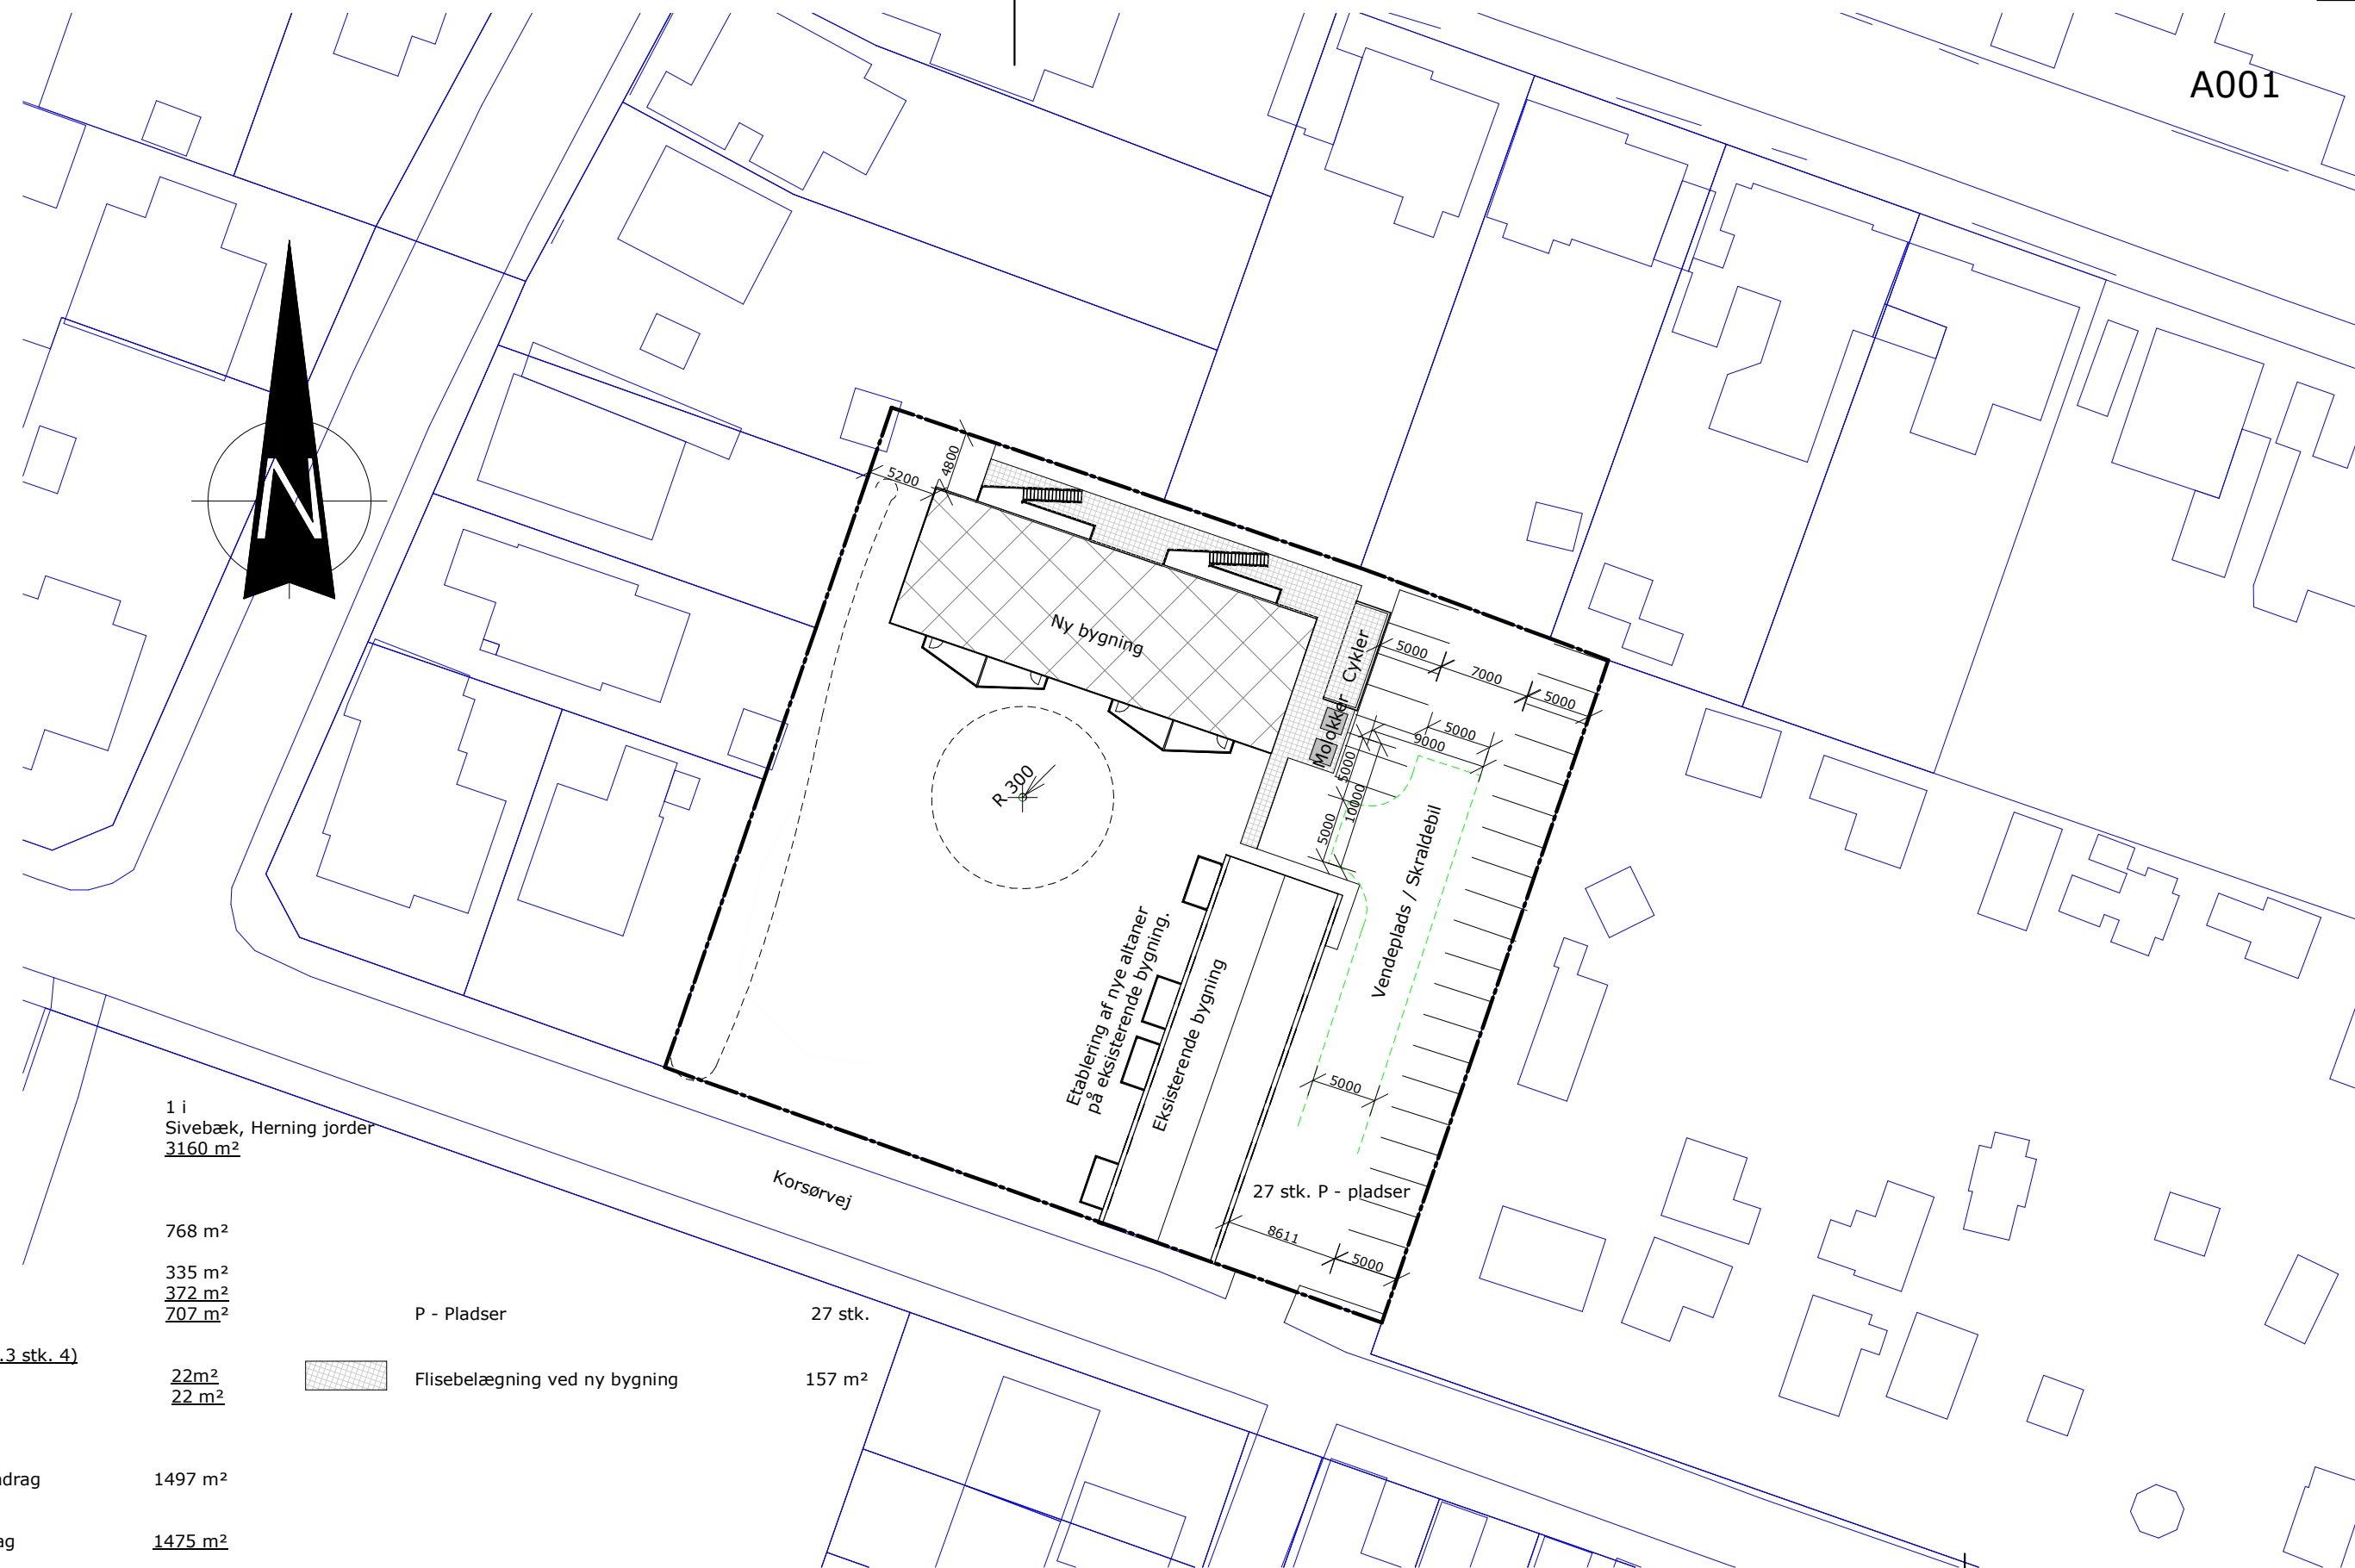 A001
N
4800
5200
Ny bygning
Cykler
Molokker
5000
7000
5000
5000
9000
5000
10000
5000
R 300
Vendeplads / Skraldebil
Etablering af nye altaner
på eksisterende bygning.
Eksisterende bygning
5000
27 stk. P - pladser
8611
5000
Korsørvej
1 i
Sivebæk, Herning jorder
3160 m²
768 m²
335 m²
372 m²
707 m²
P - Pladser 27 stk.
.3 stk. 4)
22m²
22 m²
Flisebelægning ved ny bygning 157 m²
drag 1497 m²
ag 1475 m²